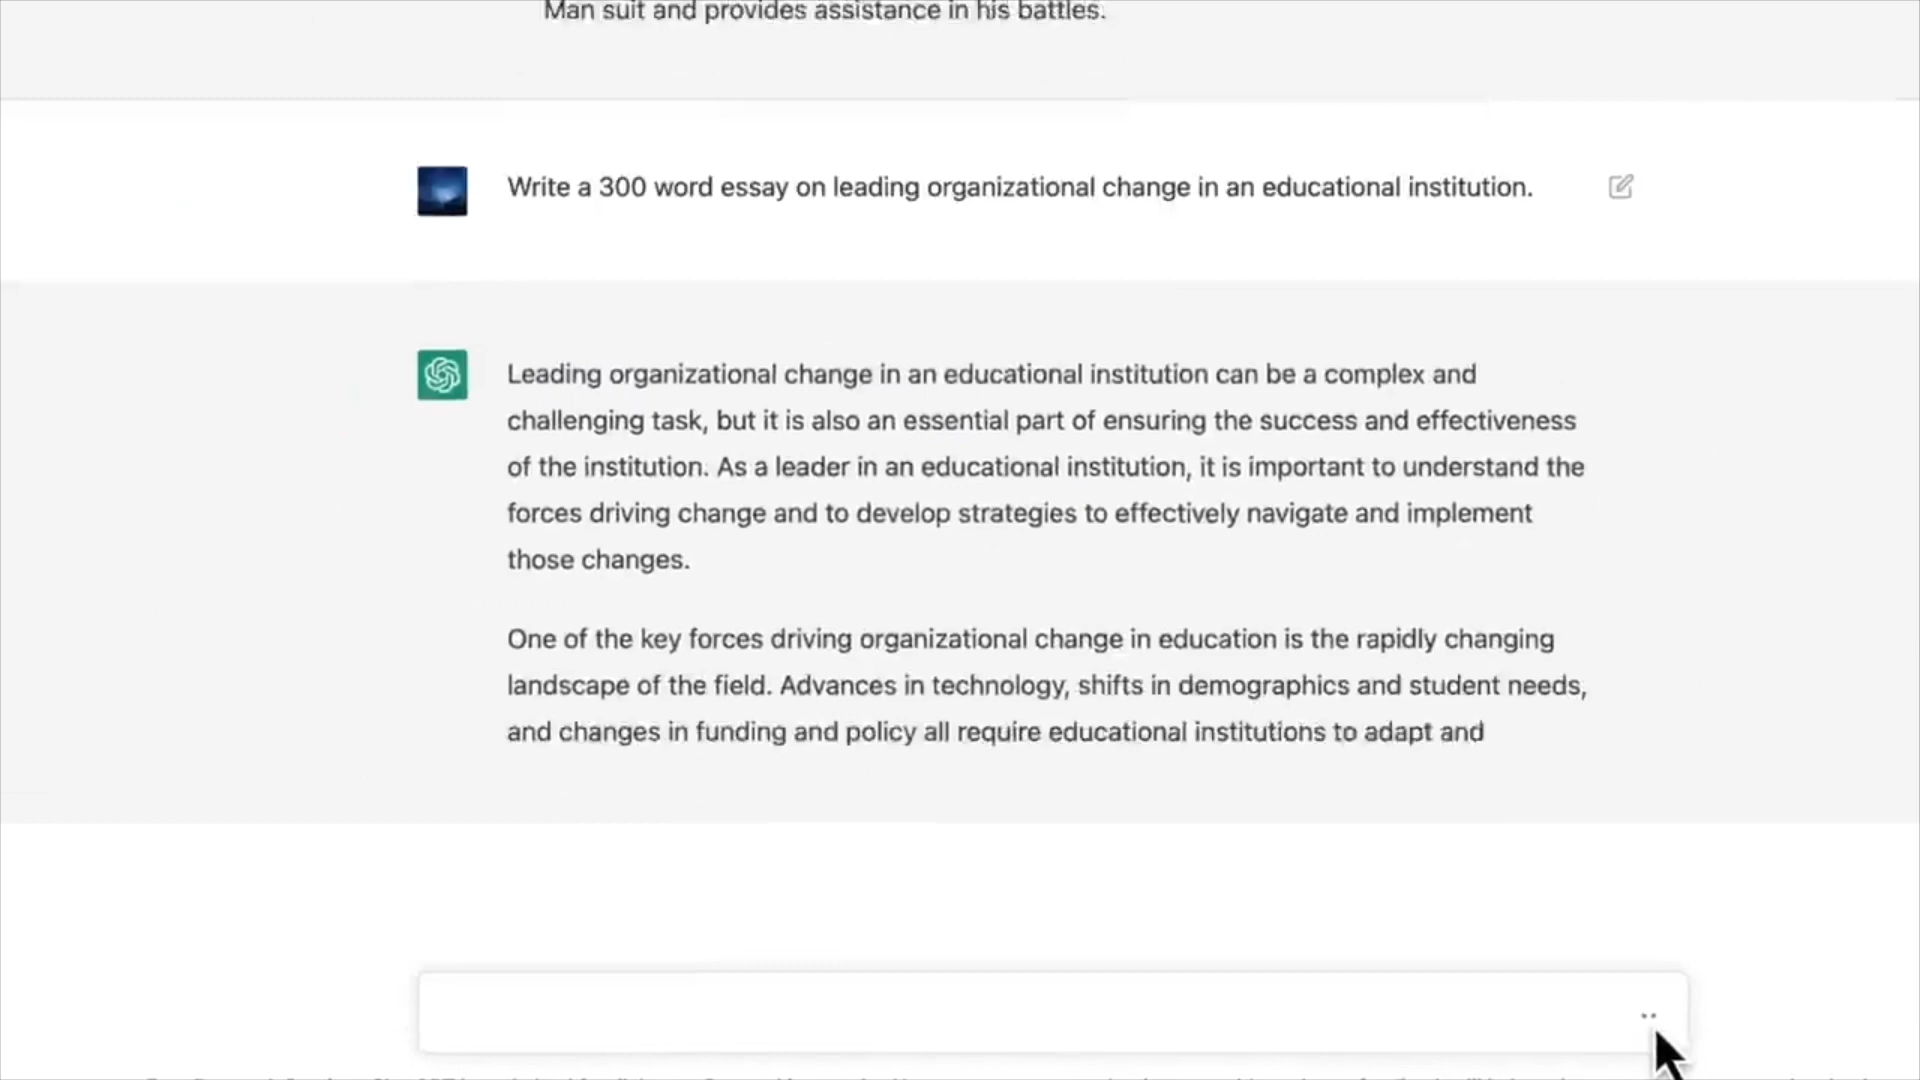 Man suit and provides assistance in his battles.
Write a 300 word essay on leading organizational change in an educational institution.
Leading organizational change in an educational institution can be a complex and
challenging task, but it is also an essential part of ensuring the success and effectiveness
of the institution. As a leader in an educational institution, it is important to understand the
forces driving change and to develop strategies to effectively navigate and implement
those changes.
One of the key forces driving organizational change in education is the rapidly changing
landscape of the field. Advances in technology, shifts in demographics and student needs,
and changes in funding and policy all require educational institutions to adapt and